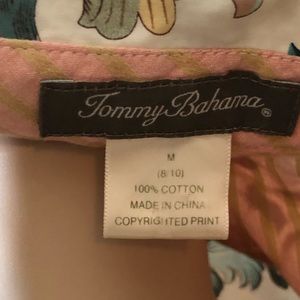 Tommy Bahama®
M
(8/10)
100% COTTON
MADE IN CHINA
COPYRIGHTED PRINT